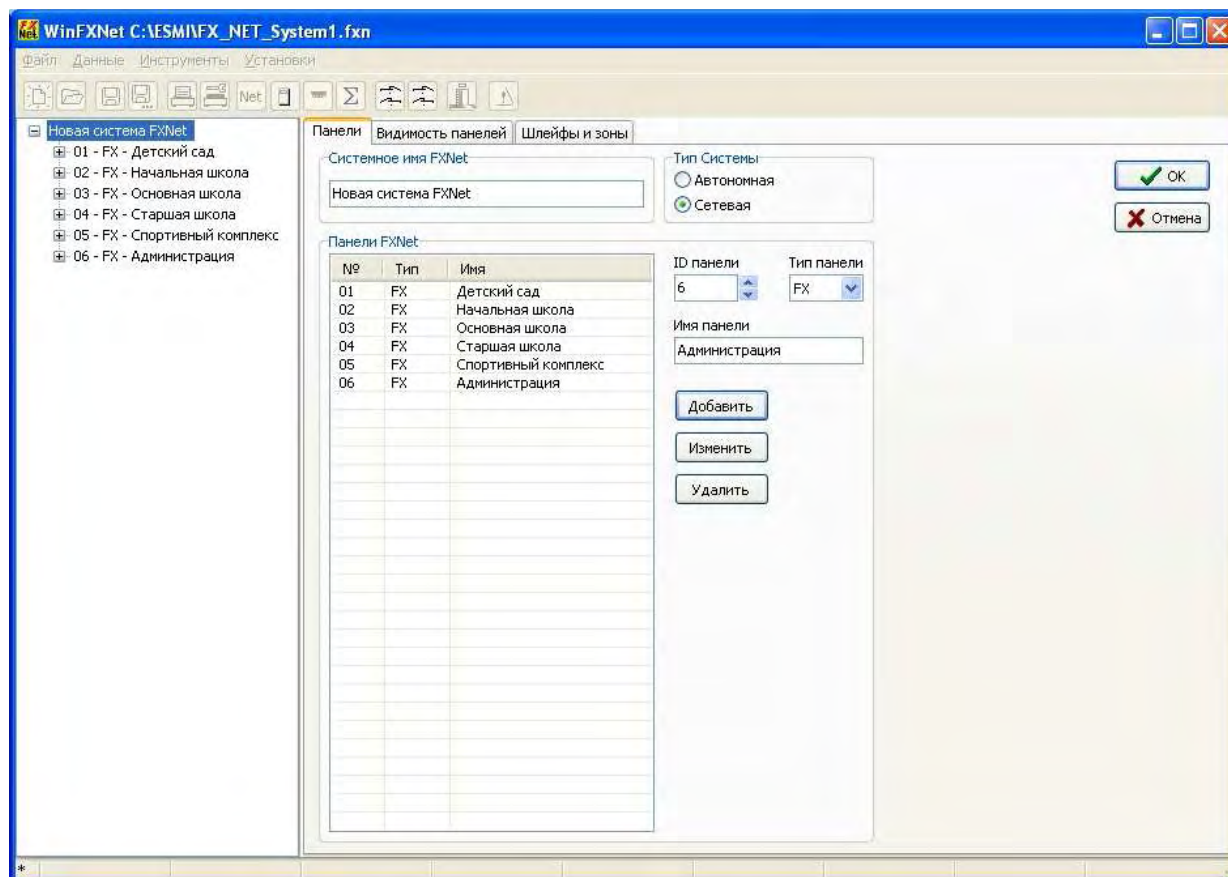 WinFXNet C:\ESMI\FX_NET_System1.fxn
Файл Данные Инструменты Установки
Net
Новая система FXNet
01 - FX - Детский сад
02 - FX - Начальная школа
03 - FX - Основная школа
04 - FX - Старшая школа
05 - FX - Спортивный комплекс
06 - FX - Администрация
Панели Видимость панелей Шлейфы и зоны
Системное имя FXNet
Новая система FXNet
Тип Системы
Автономная
Сетевая
OK
Отмена
Панели FXNet
№ Тип Имя
01 FX Детский сад
02 FX Начальная школа
03 FX Основная школа
04 FX Старшая школа
05 FX Спортивный комплекс
06 FX Администрация
ID панели Тип панели
6 FX
Имя панели
Администрация
Добавить
Изменить
Удалить
*